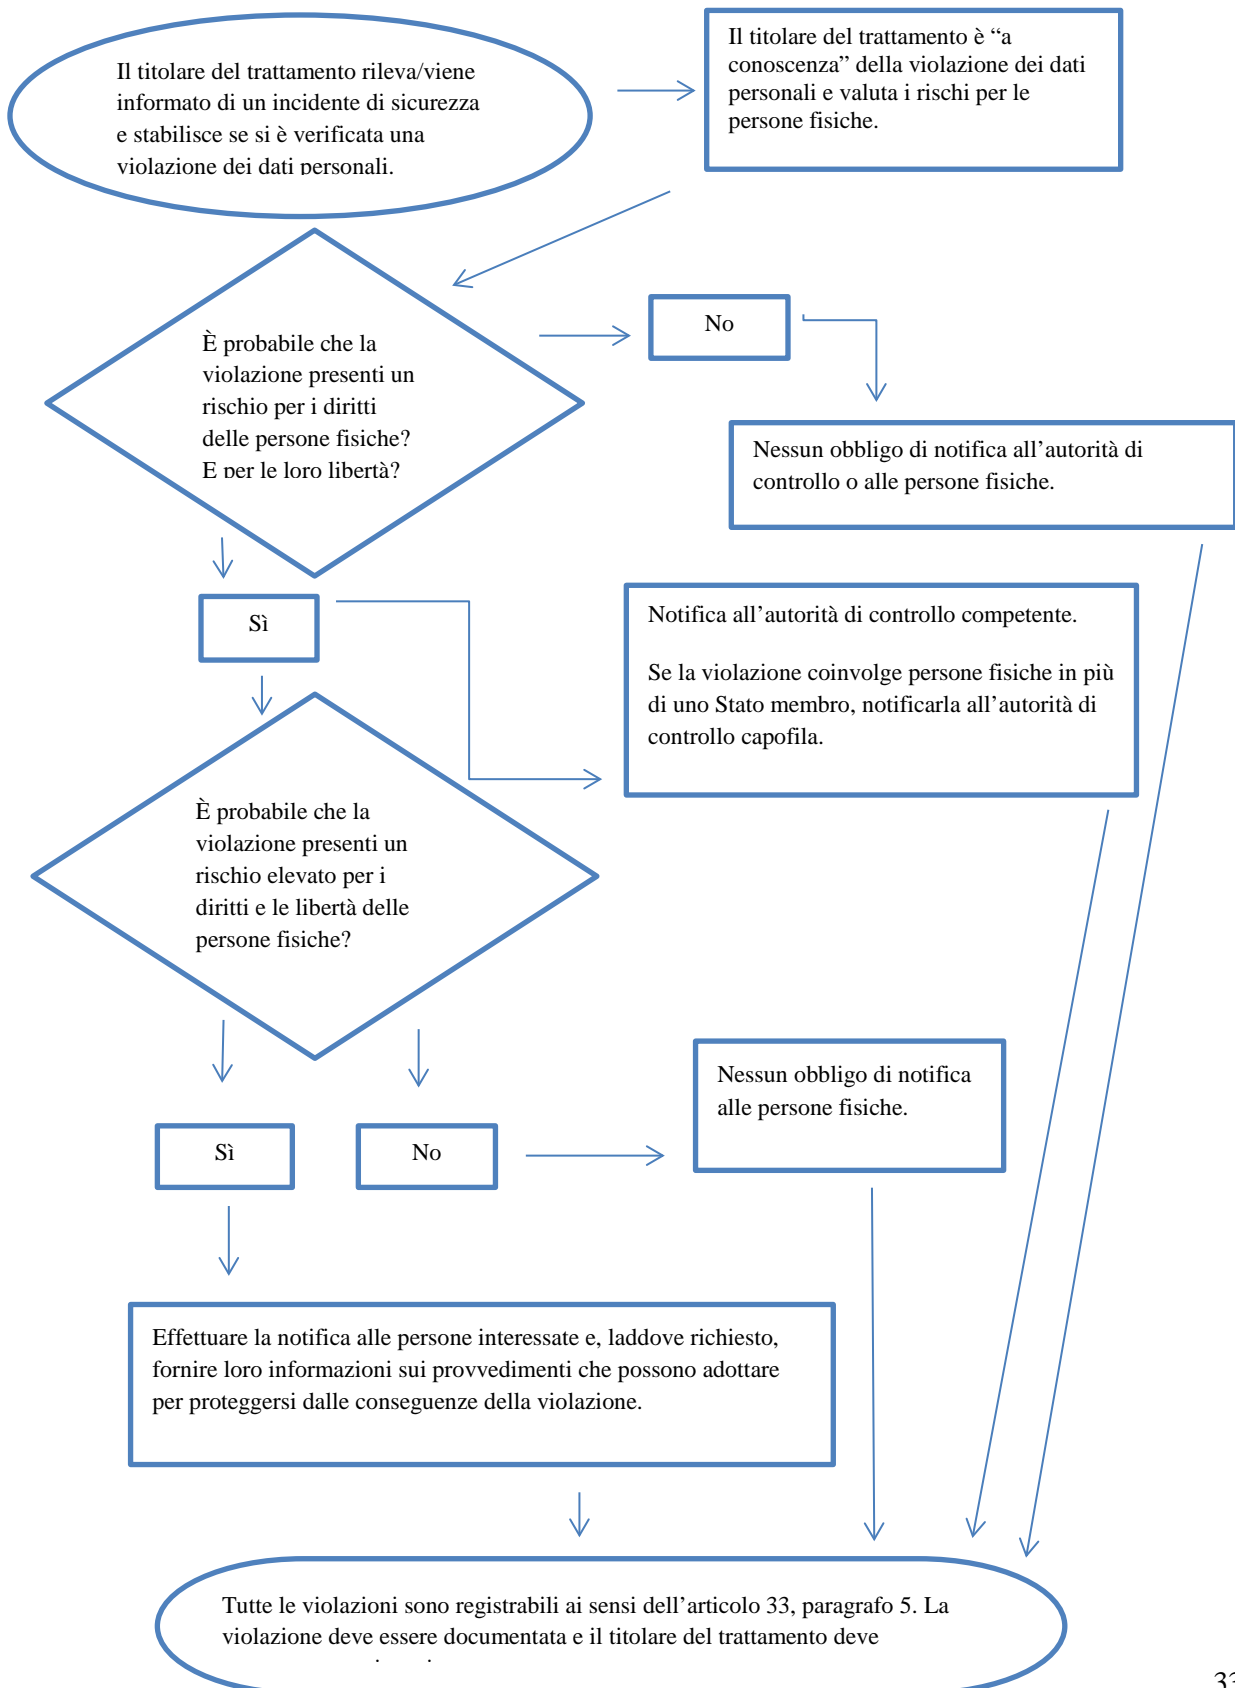 Il titolare del trattamento rileva/viene
informato di un incidente di sicurezza
e stabilisce se si è verificata una
violazione dei dati personali.
Il titolare del trattamento è “a
conoscenza” della violazione dei dati
personali e valuta i rischi per le
persone fisiche.
È probabile che la
violazione presenti un
rischio per i diritti
delle persone fisiche?
E per le loro libertà?
No
Nessun obbligo di notifica all’autorità di
controllo o alle persone fisiche.
Sì
Notifica all’autorità di controllo competente.
Se la violazione coinvolge persone fisiche in più
di uno Stato membro, notificarla all’autorità di
controllo capofila.
È probabile che la
violazione presenti un
rischio elevato per i
diritti e le libertà delle
persone fisiche?
Nessun obbligo di notifica
alle persone fisiche.
Sì
No
Effettuare la notifica alle persone interessate e, laddove richiesto,
fornire loro informazioni sui provvedimenti che possono adottare
per proteggersi dalle conseguenze della violazione.
Tutte le violazioni sono registrabili ai sensi dell’articolo 33, paragrafo 5. La
violazione deve essere documentata e il titolare del trattamento deve
33